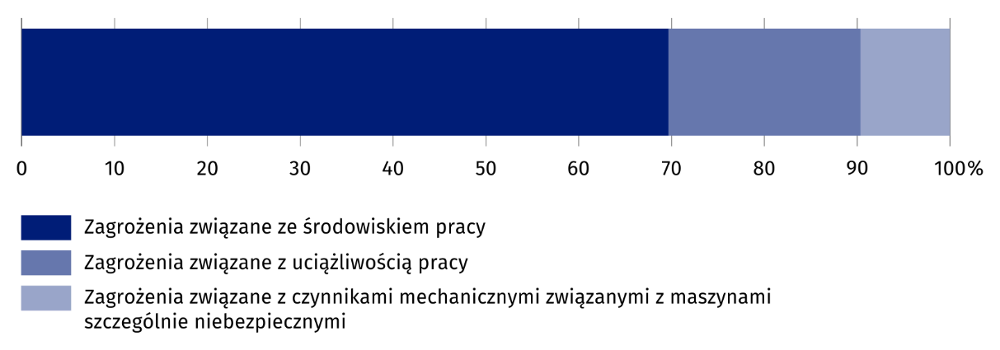 0 10 20 30 40 50 60 70 80 90 100%
Zagrożenia związane ze środowiskiem pracy
Zagrożenia związane z uciążliwością pracy
Zagrożenia związane z czynnikami mechanicznymi związanymi z maszynami
szczególnie niebezpiecznymi